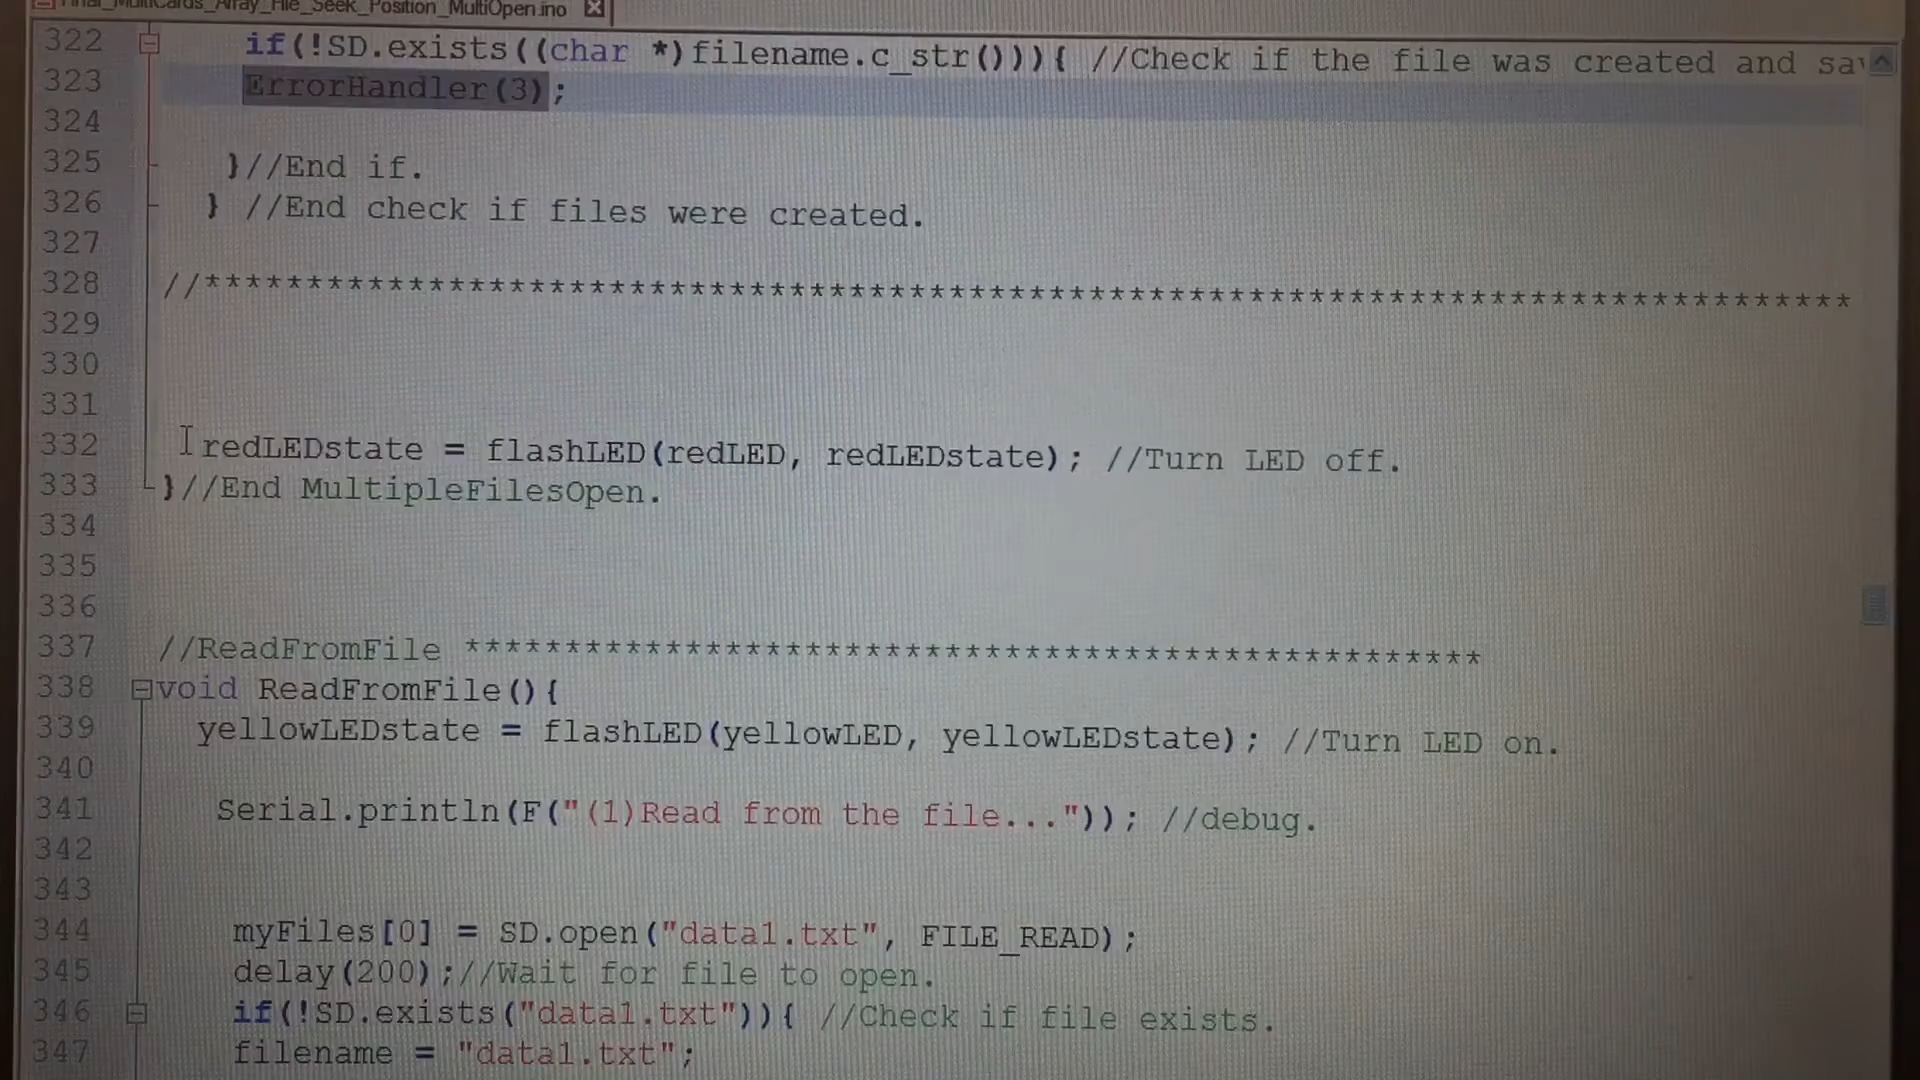 _Array_File_Seek_Position_MultiOpen.ino
322 if(!SD.exists((char *)filename.c_str())){ //Check if the file was created and sav
323 ErrorHandler(3);
324
325 }//End if.
326 } //End check if files were created.
327
328 //**********************************************************************************
329
330
331
332 redLEDstate = flashLED(redLED, redLEDstate); //Turn LED off.
333 }//End MultipleFilesOpen.
334
335
336
337 //ReadFromFile ***************************************************
338 void ReadFromFile(){
339 yellowLEDstate = flashLED(yellowLED, yellowLEDstate); //Turn LED on.
340
341 Serial.println(F("(1)Read from the file...")); //debug.
342
343
344 myFiles[0] = SD.open("data1.txt", FILE_READ);
345 delay(200);//Wait for file to open.
346 if(!SD.exists("data1.txt")){ //Check if file exists.
347 filename = "data1.txt";